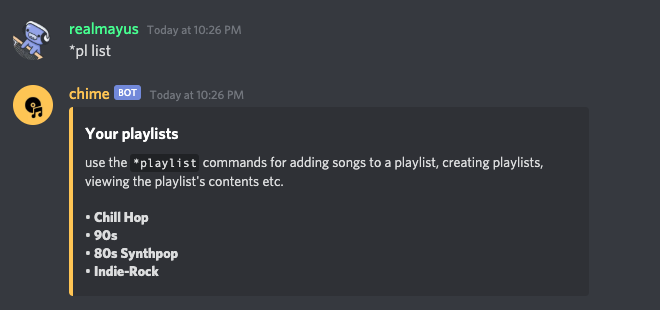 realmayus Today at 10:26 PM
*pl list
chime BOT Today at 10:26 PM
Your playlists
use the *playlist commands for adding songs to a playlist, creating playlists,
viewing the playlist's contents etc.
• Chill Hop
• 90s
• 80s Synthpop
• Indie-Rock